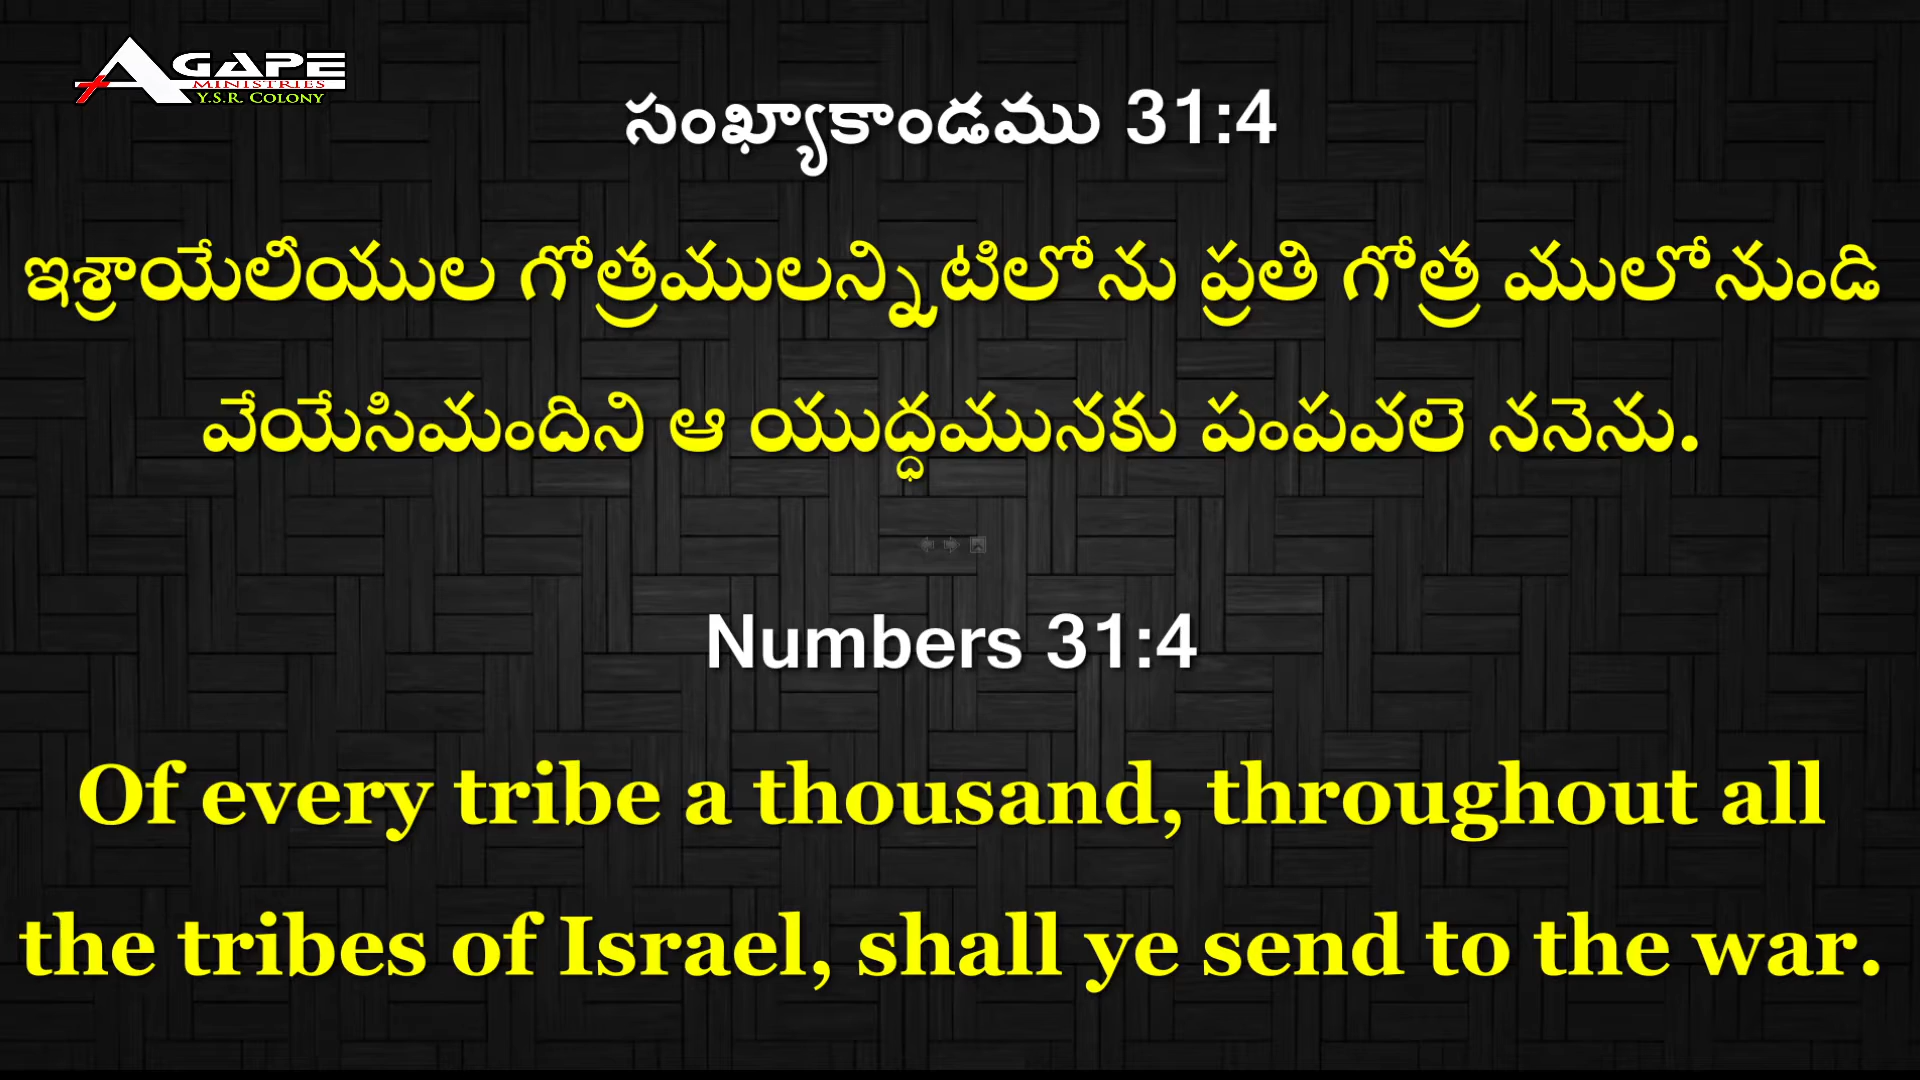 AGAPE
MINISTRIES
Y.S.R. COLONY
సంఖ్యాకాండము 31:4
ఇశ్రాయేలీయుల గోత్రములన్నిటిలోను ప్రతి గోత్ర ములోనుండి
వేయేసిమందిని ఆ యుద్ధమునకు పంపవలె ననెను.
Numbers 31:4
Of every tribe a thousand, throughout all
the tribes of Israel, shall ye send to the war.